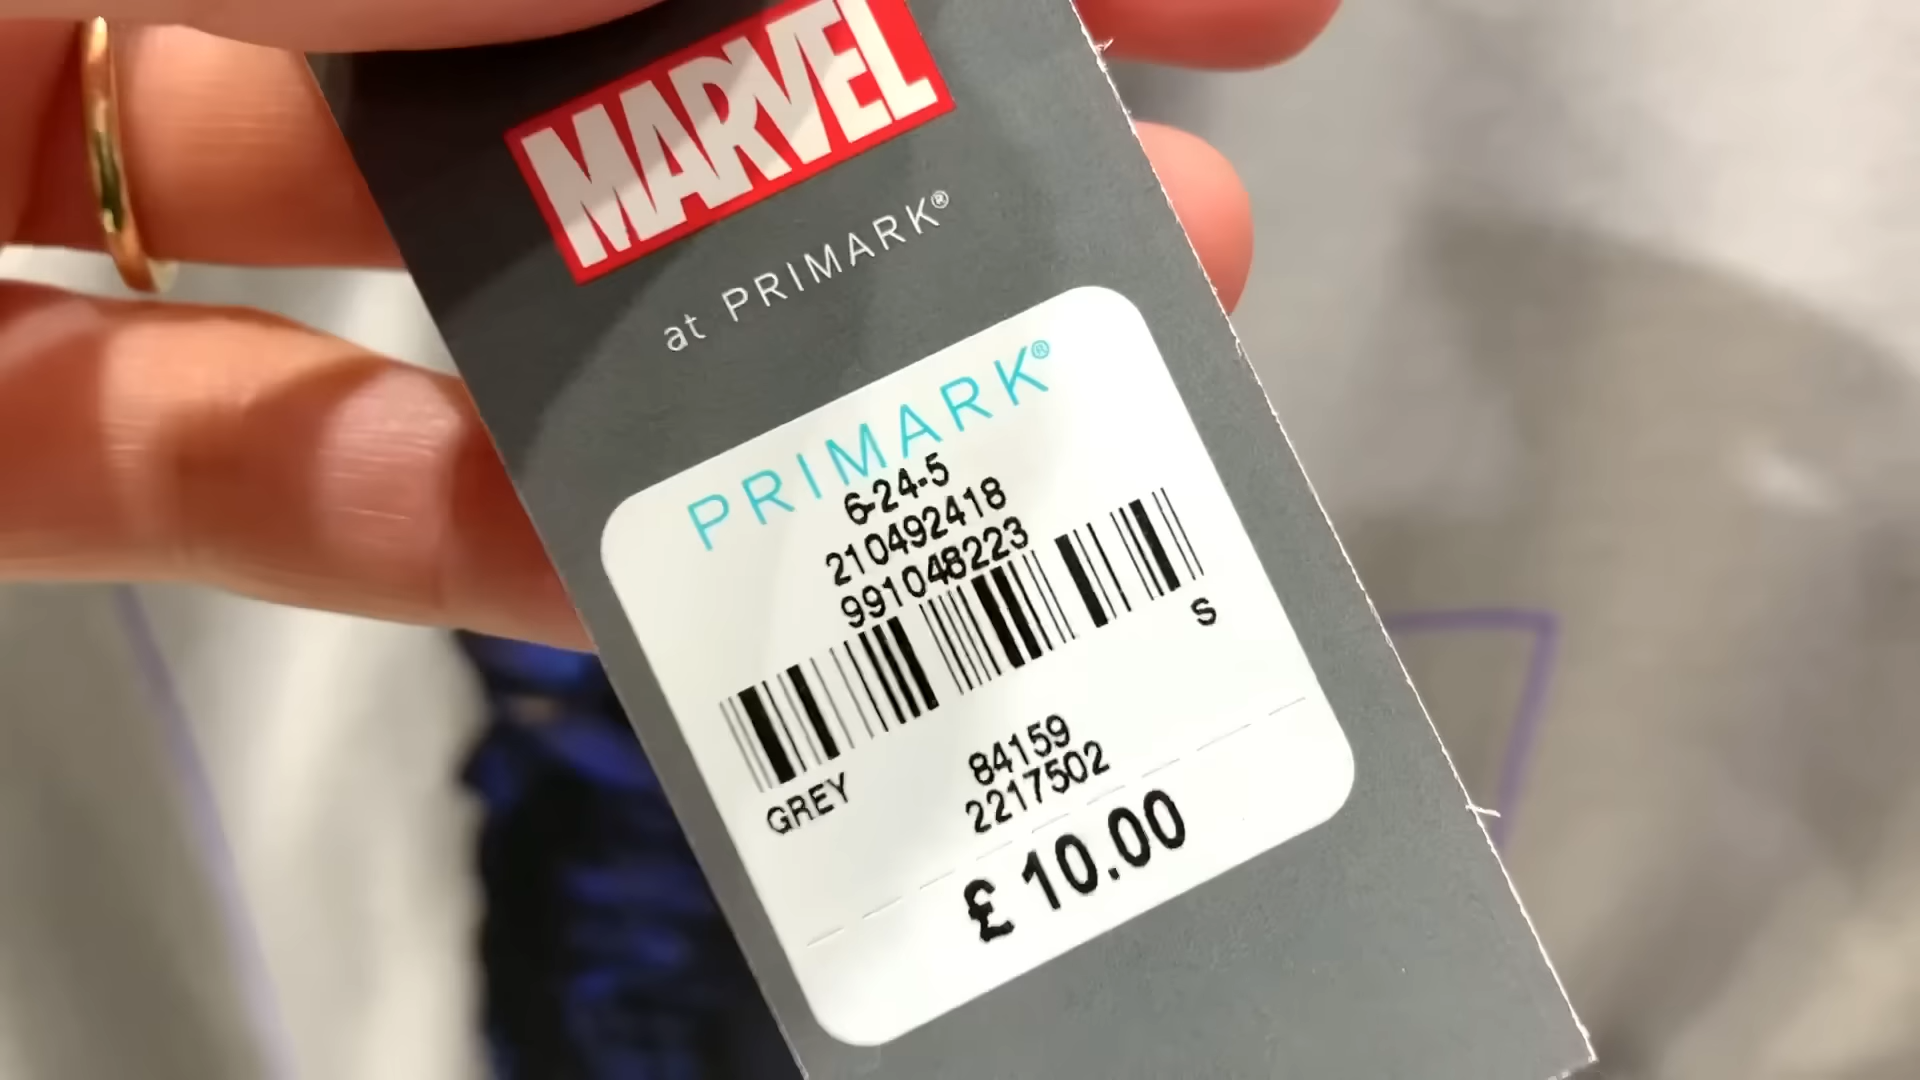 MARVEL
at PRIMARK®
PRIMARK®
6-24-5
210492418
991048223
S
GREY
84159
2217502
£ 10.00